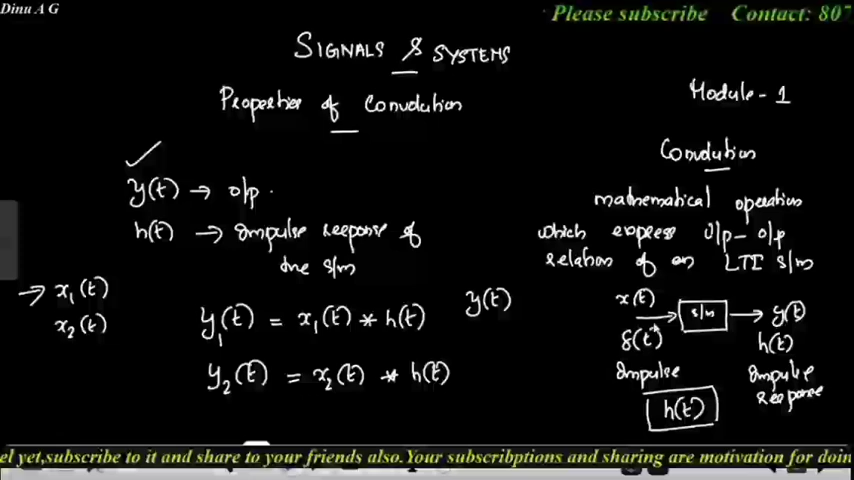 Dinu A G
Please subscribe Contact: 807
SIGNALS & SYSTEMS
Properties of Convolution
y(t) → o/p .
h(t) → Impulse Response of
the s/m
→ x₁(t)
x₂(t)
y₁(t) = x₁(t) * h(t)
y(t)
y₂(t) = x₂(t) * h(t)
Module - 1
Convolution
mathematical operation
which express i/p - o/p
relation of an LTI s/m
x(t) → s/m → y(t)
δ(t) h(t)
Impulse Impulse
response
h(t)
el yet,subscribe to it and share to your friends also.Your subscribptions and sharing are motivation for doin